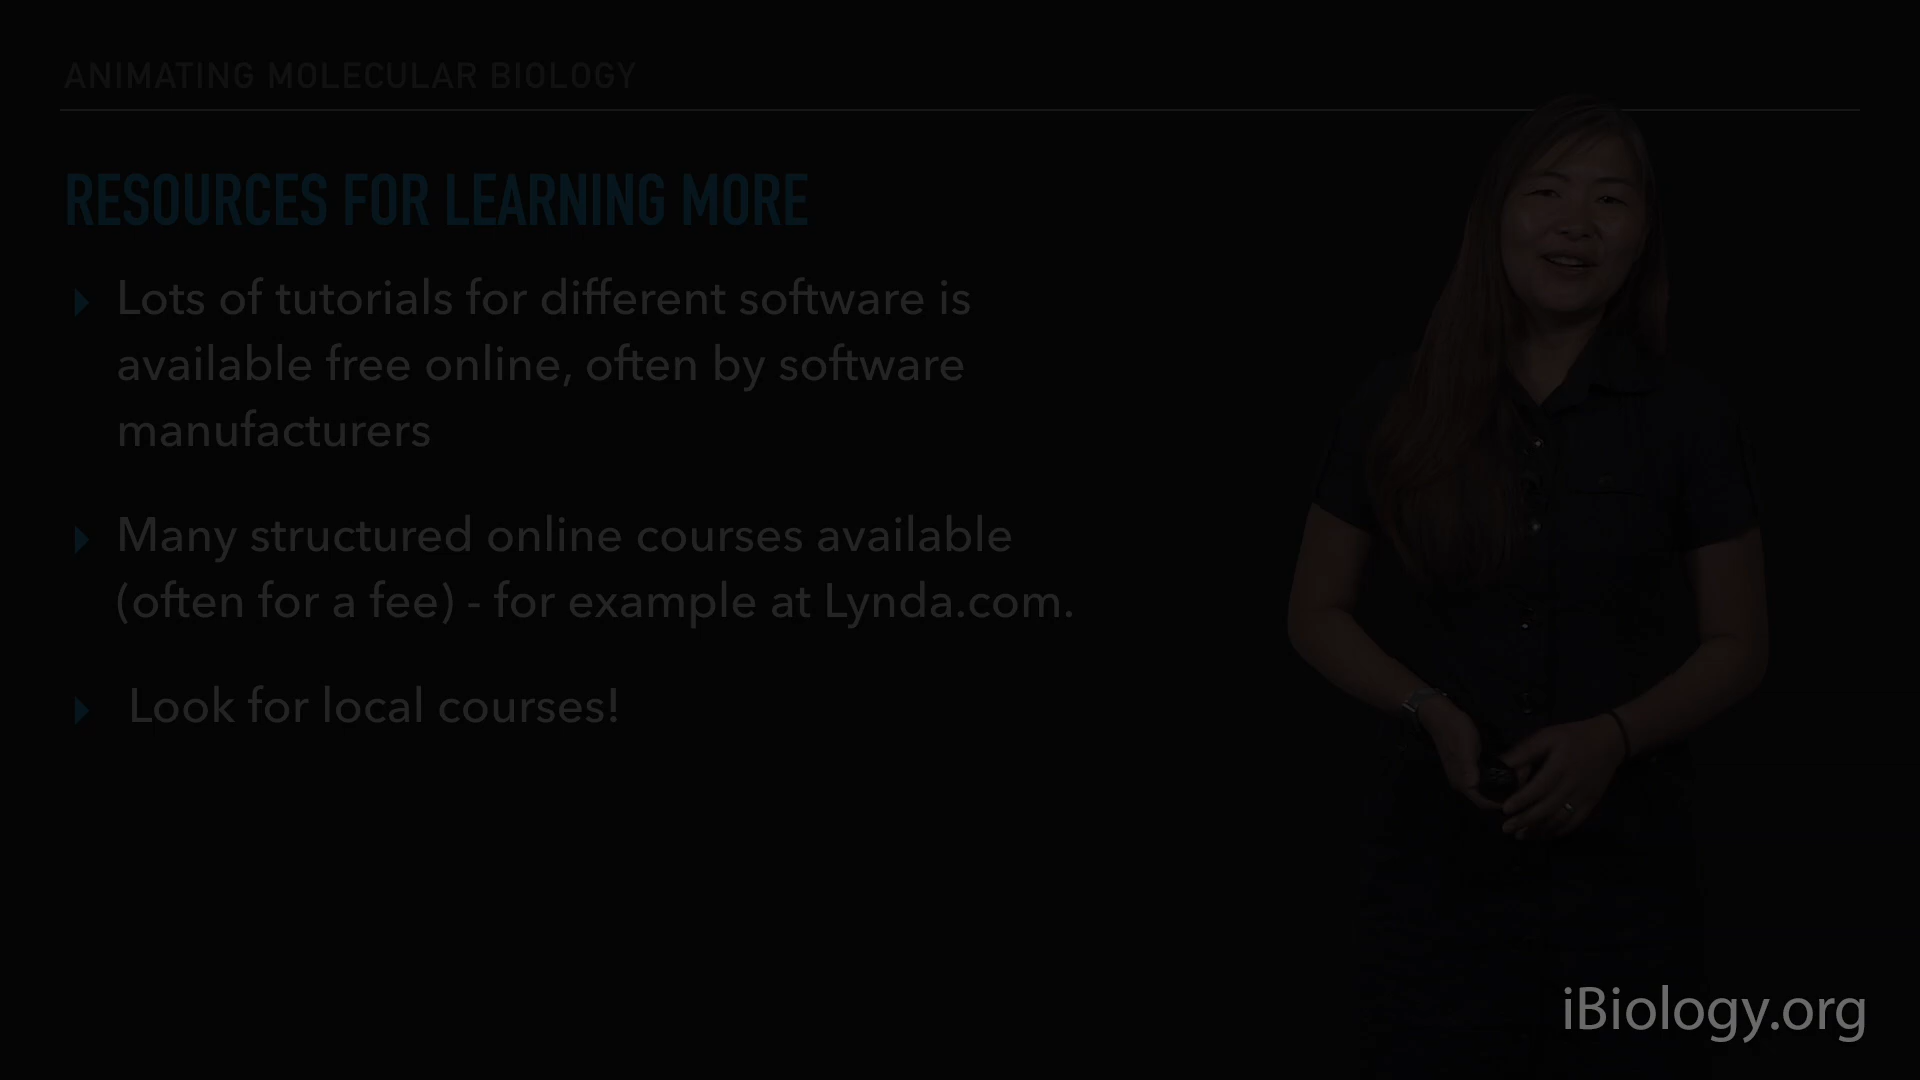 ANIMATING MOLECULAR BIOLOGY
RESOURCES FOR LEARNING MORE
Lots of tutorials for different software is
available free online, often by software
manufacturers
Many structured online courses available
(often for a fee) - for example at Lynda.com.
Look for local courses!
iBiology.org